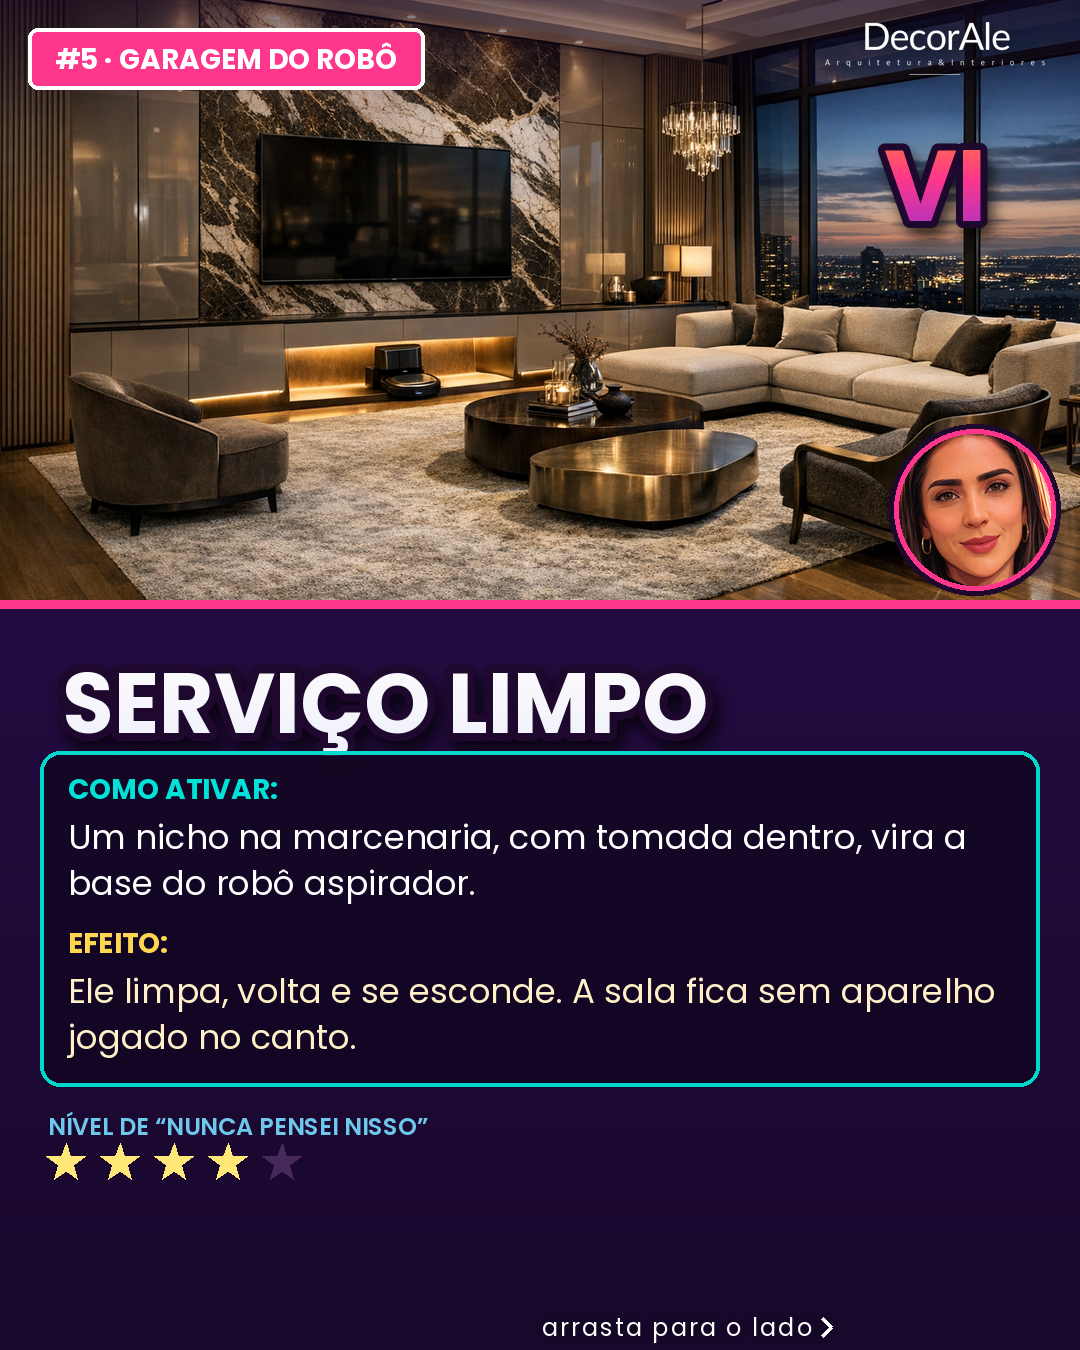 #5 · GARAGEM DO ROBÔ
DecorAle
Arquitetura&Interiores
VI
SERVIÇO LIMPO
COMO ATIVAR:
Um nicho na marcenaria, com tomada dentro, vira a
base do robô aspirador.
EFEITO:
Ele limpa, volta e se esconde. A sala fica sem aparelho
jogado no canto.
NÍVEL DE “NUNCA PENSEI NISSO”
arrasta para o lado